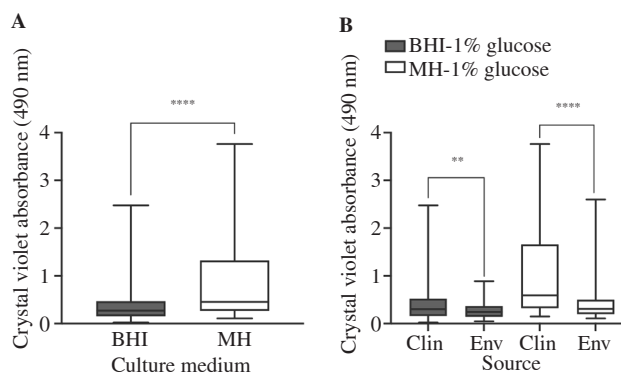 A
Crystal violet absorbance (490 nm)
4
3
2
1
0
****
BHI
MH
Culture medium
B
BHI-1% glucose
MH-1% glucose
Crystal violet absorbance (490 nm)
4
3
2
1
0
**
****
Clin
Env
Clin
Env
Source